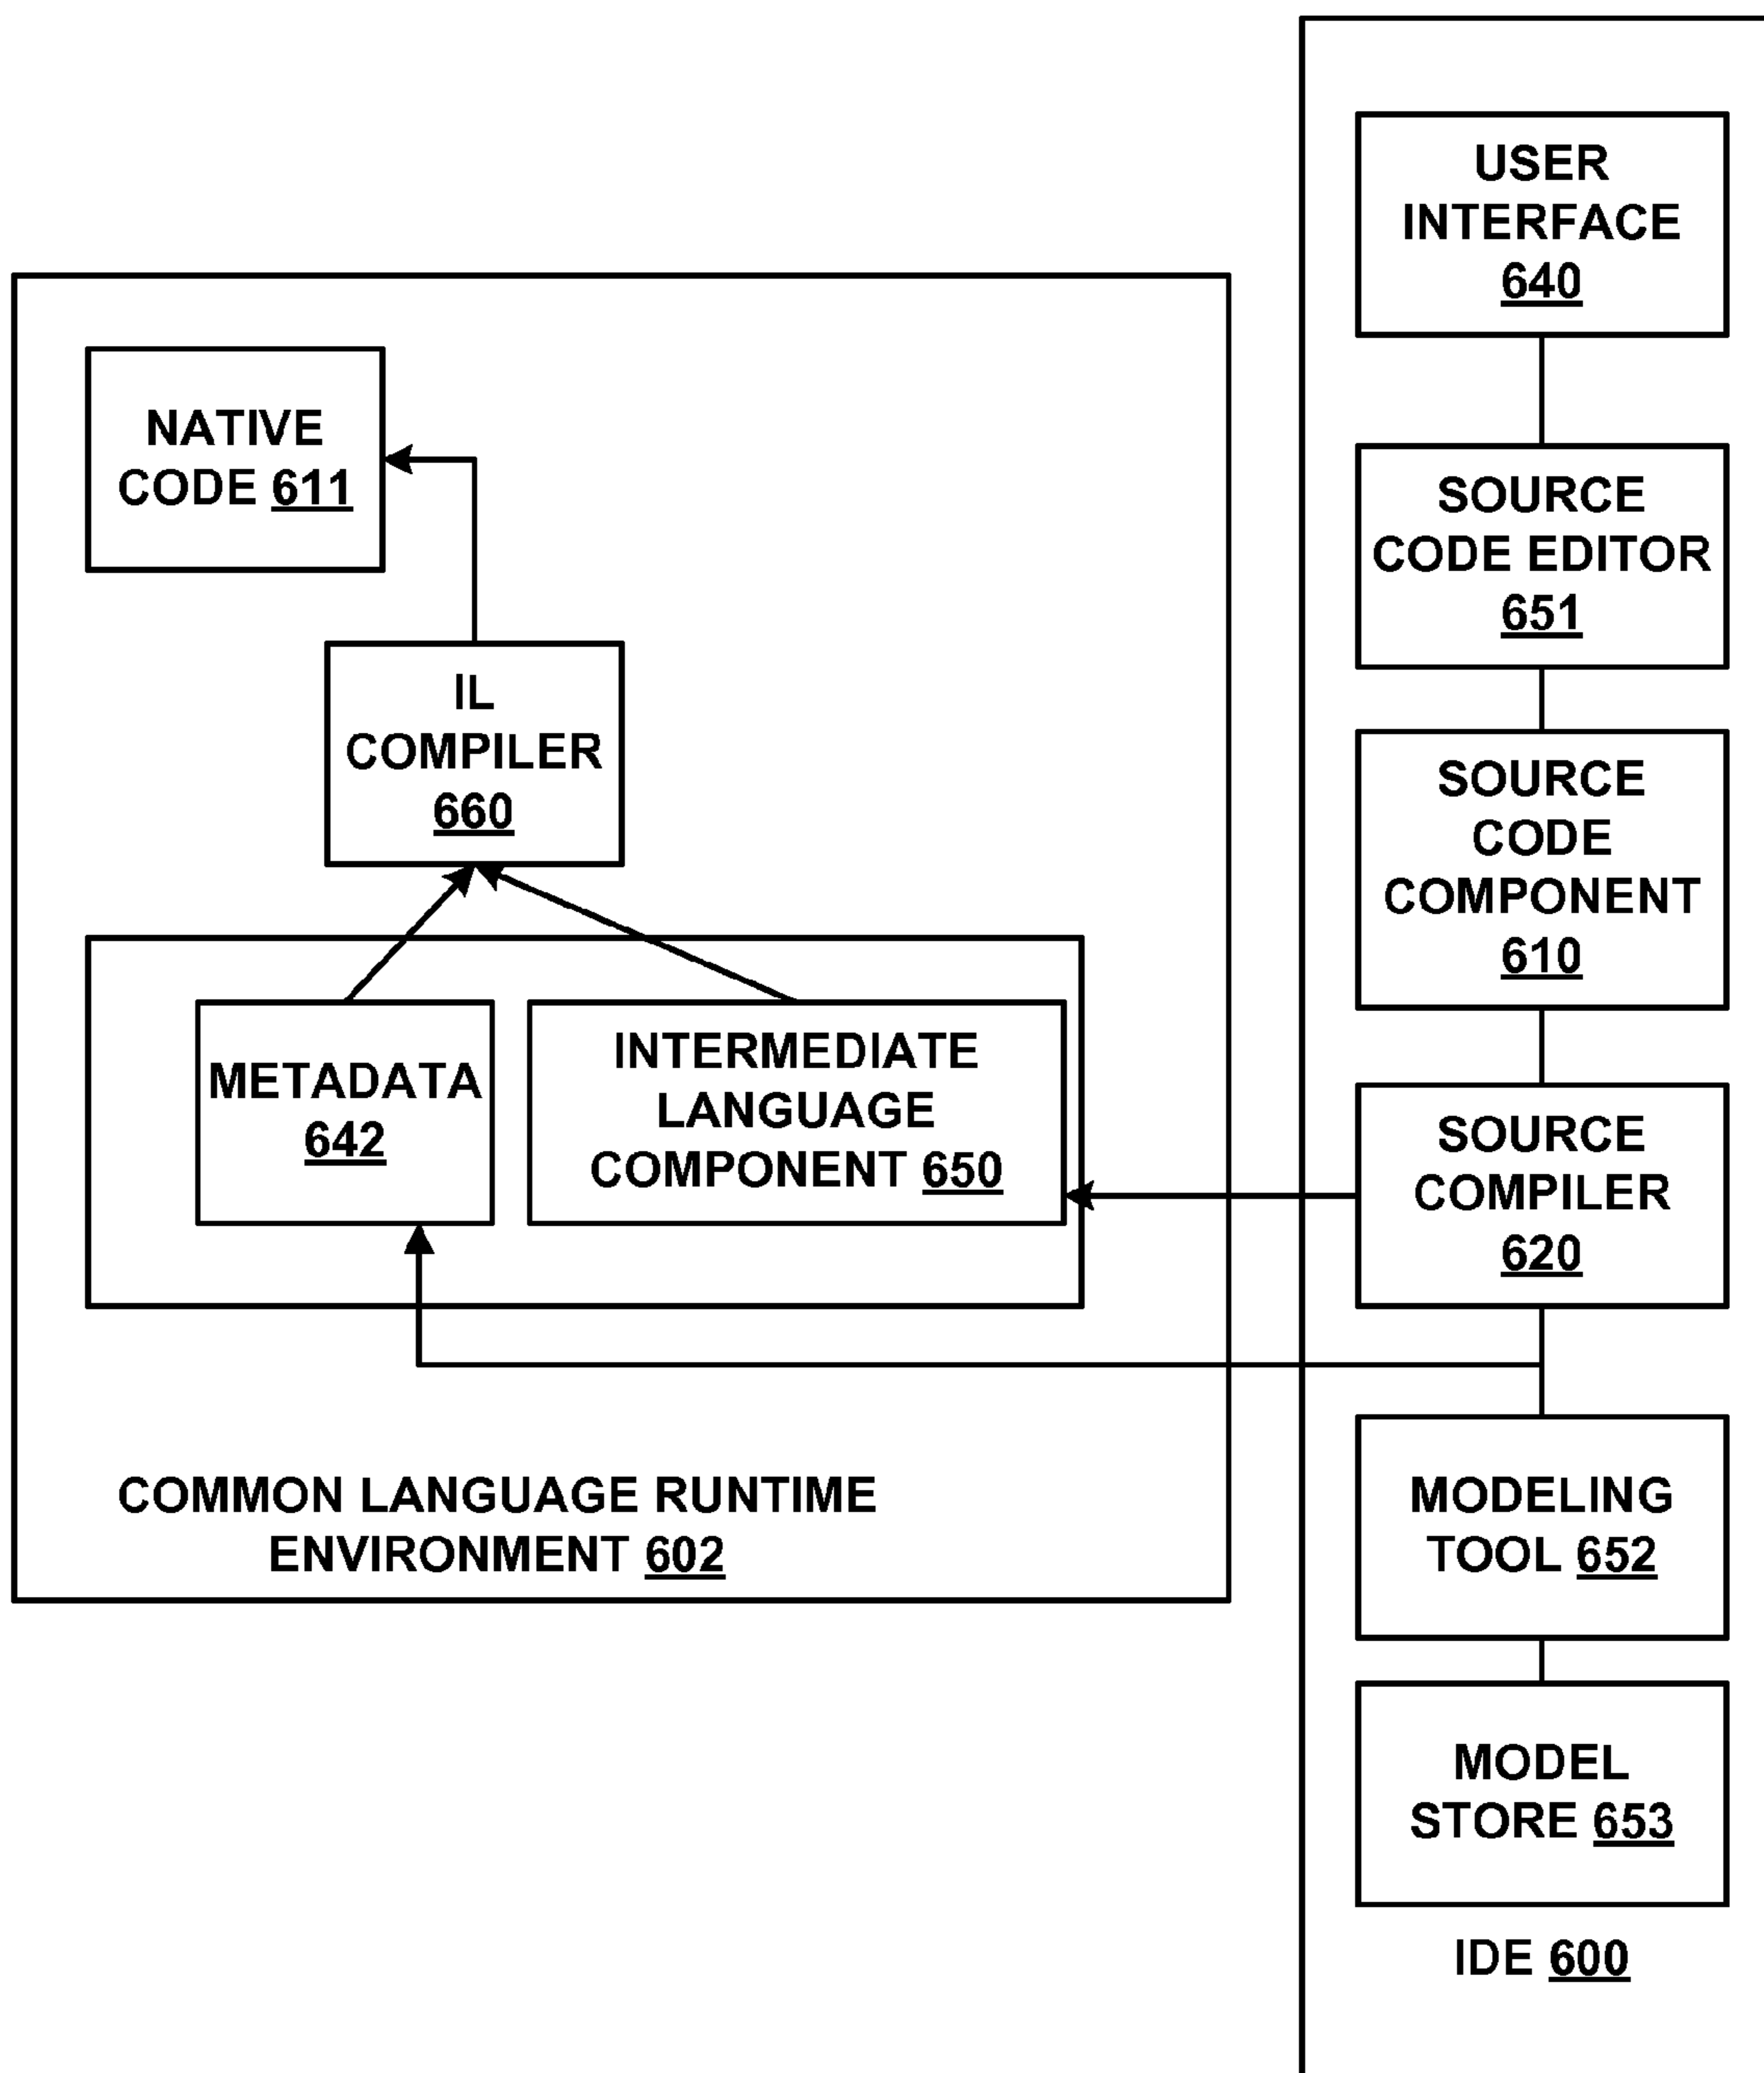 USER
INTERFACE
640
NATIVE
CODE 611
SOURCE
CODE EDITOR
651
IL
COMPILER
660
SOURCE
CODE
COMPONENT
610
METADATA
642
INTERMEDIATE
LANGUAGE
COMPONENT 650
SOURCE
COMPILER
620
COMMON LANGUAGE RUNTIME
ENVIRONMENT 602
MODELING
TOOL 652
MODEL
STORE 653
IDE 600